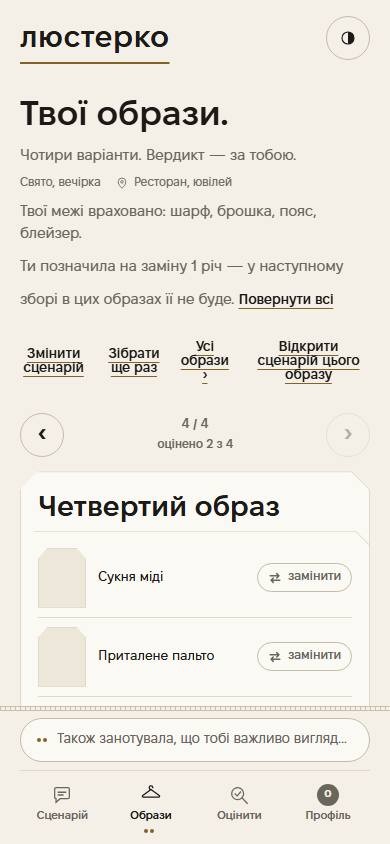 люстерко
Твої образи.
Чотири варіанти. Вердикт — за тобою.
Свято, вечірка Ресторан, ювілей
Твої межі враховано: шарф, брошка, пояс,
блейзер.
Ти позначила на заміну 1 річ — у наступному
зборі в цих образах її не буде. Повернути всі
Змінити
сценарій
Зібрати
ще раз
Усі
образи
›
Відкрити
сценарій цього
образу
‹
4 / 4
оцінено 2 з 4
›
Четвертий образ
Сукня міді
замінити
Приталене пальто
замінити
Також занотувала, що тобі важливо вигляд...
Сценарій
Образи
Оцінити
О
Профіль